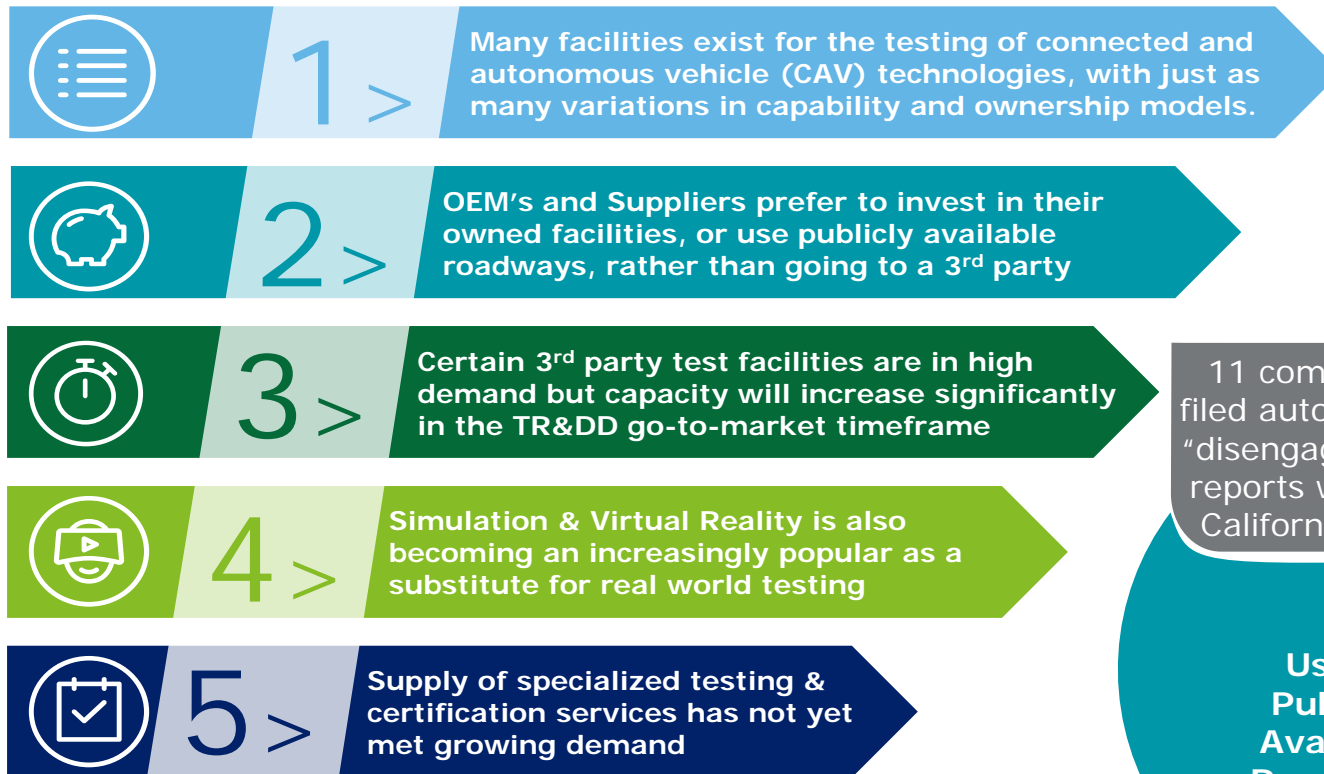 1 >
Many facilities exist for the testing of connected and
autonomous vehicle (CAV) technologies, with just as
many variations in capability and ownership models.
2 >
OEM's and Suppliers prefer to invest in their
owned facilities, or use publicly available
roadways, rather than going to a 3rd party
3 >
Certain 3rd party test facilities are in high
demand but capacity will increase significantly
in the TR&DD go-to-market timeframe
4 >
Simulation & Virtual Reality is also
becoming an increasingly popular as a
substitute for real world testing
5 >
Supply of specialized testing &
certification services has not yet
met growing demand
11
filed
reports